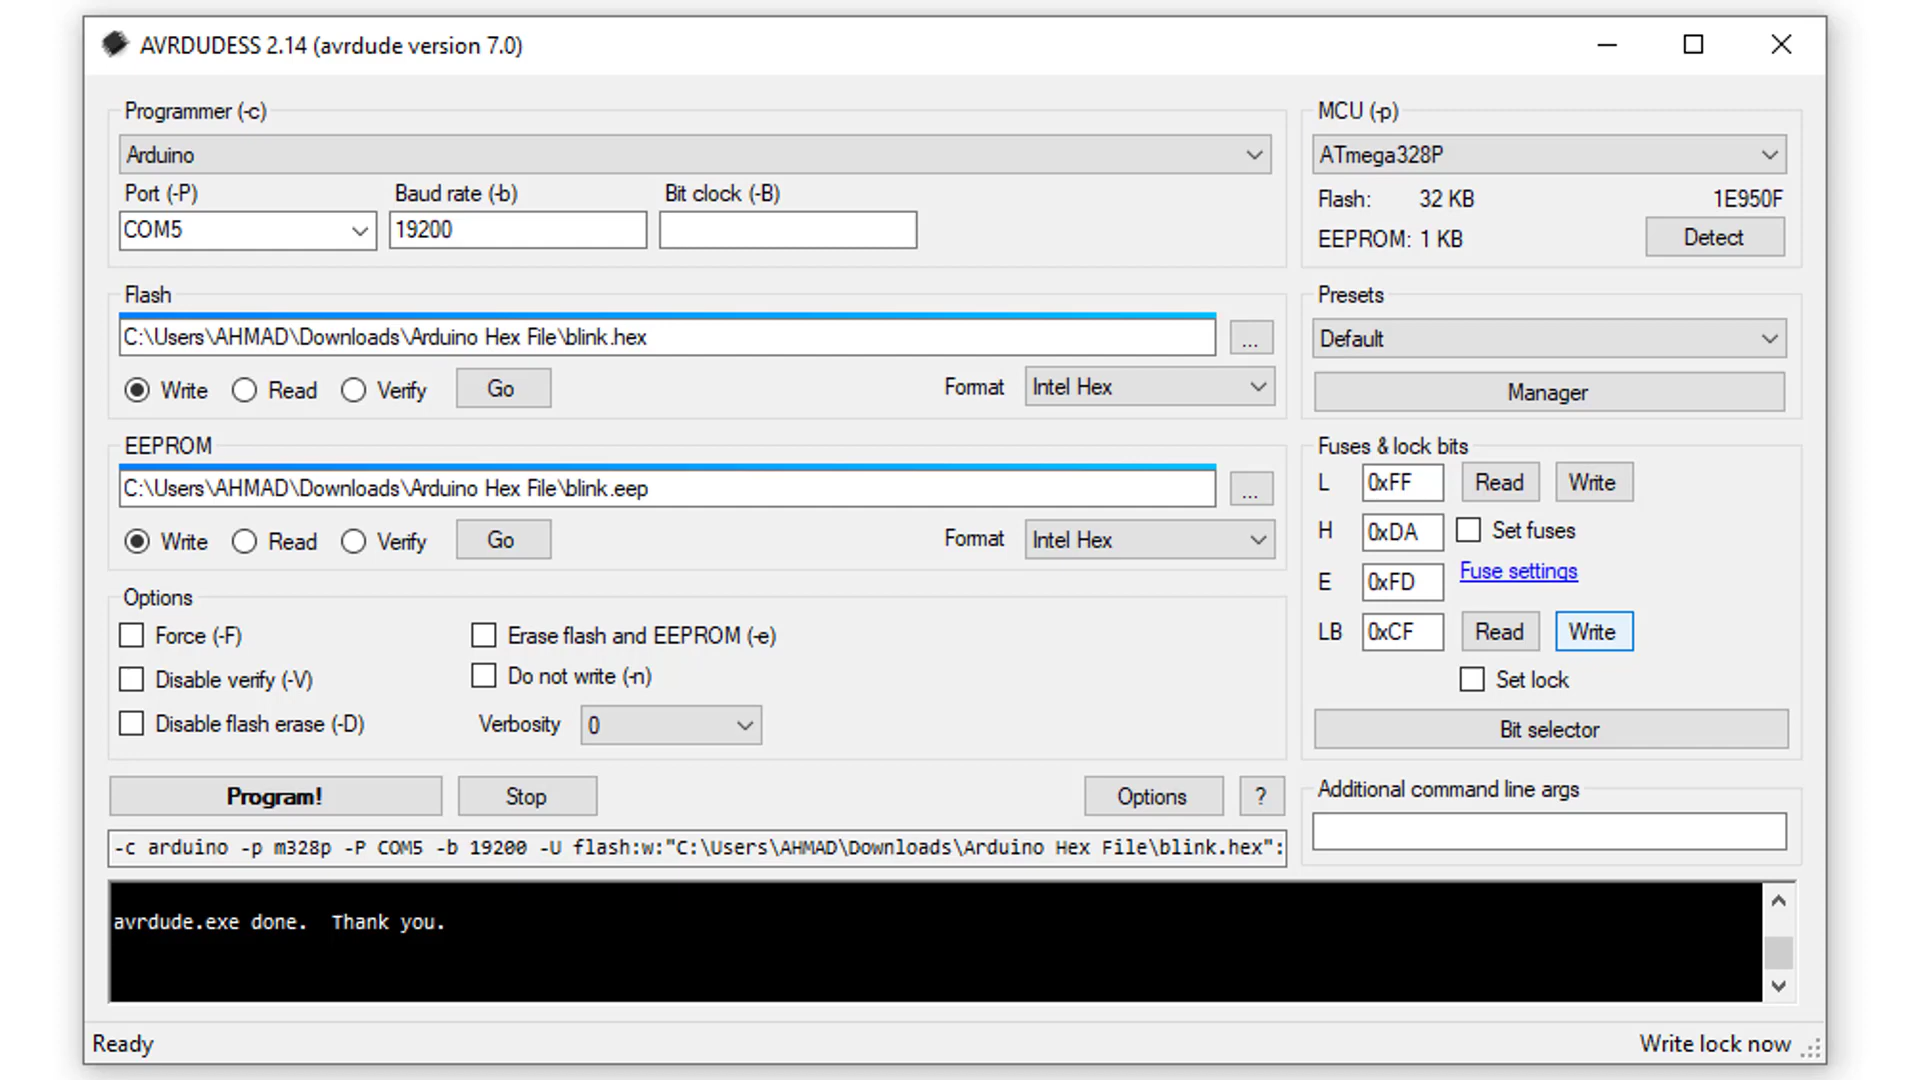 AVRDUDESS 2.14 (avrdude version 7.0)
Programmer (-c)
Arduino
Port (-P)
Baud rate (-b)
Bit clock (-B)
COM5
19200
MCU (-p)
ATmega328P
Flash: 32 KB 1E950F
EEPROM: 1 KB
Detect
Flash
C:\Users\AHMAD\Downloads\Arduino Hex File\blink.hex
...
Write Read Verify Go Format Intel Hex
Presets
Default
Manager
EEPROM
C:\Users\AHMAD\Downloads\Arduino Hex File\blink.eep
...
Write Read Verify Go Format Intel Hex
Fuses & lock bits
L 0xFF Read Write
H 0xDA Set fuses
E 0xFD Fuse settings
LB 0xCF Read Write
Set lock
Bit selector
Options
Force (-F) Erase flash and EEPROM (-e)
Disable verify (-V) Do not write (-n)
Disable flash erase (-D) Verbosity 0
Program! Stop Options ?
Additional command line args
-c arduino -p m328p -P COM5 -b 19200 -U flash:w:"C:\Users\AHMAD\Downloads\Arduino Hex File\blink.hex":
avrdude.exe done.  Thank you.
Ready
Write lock now